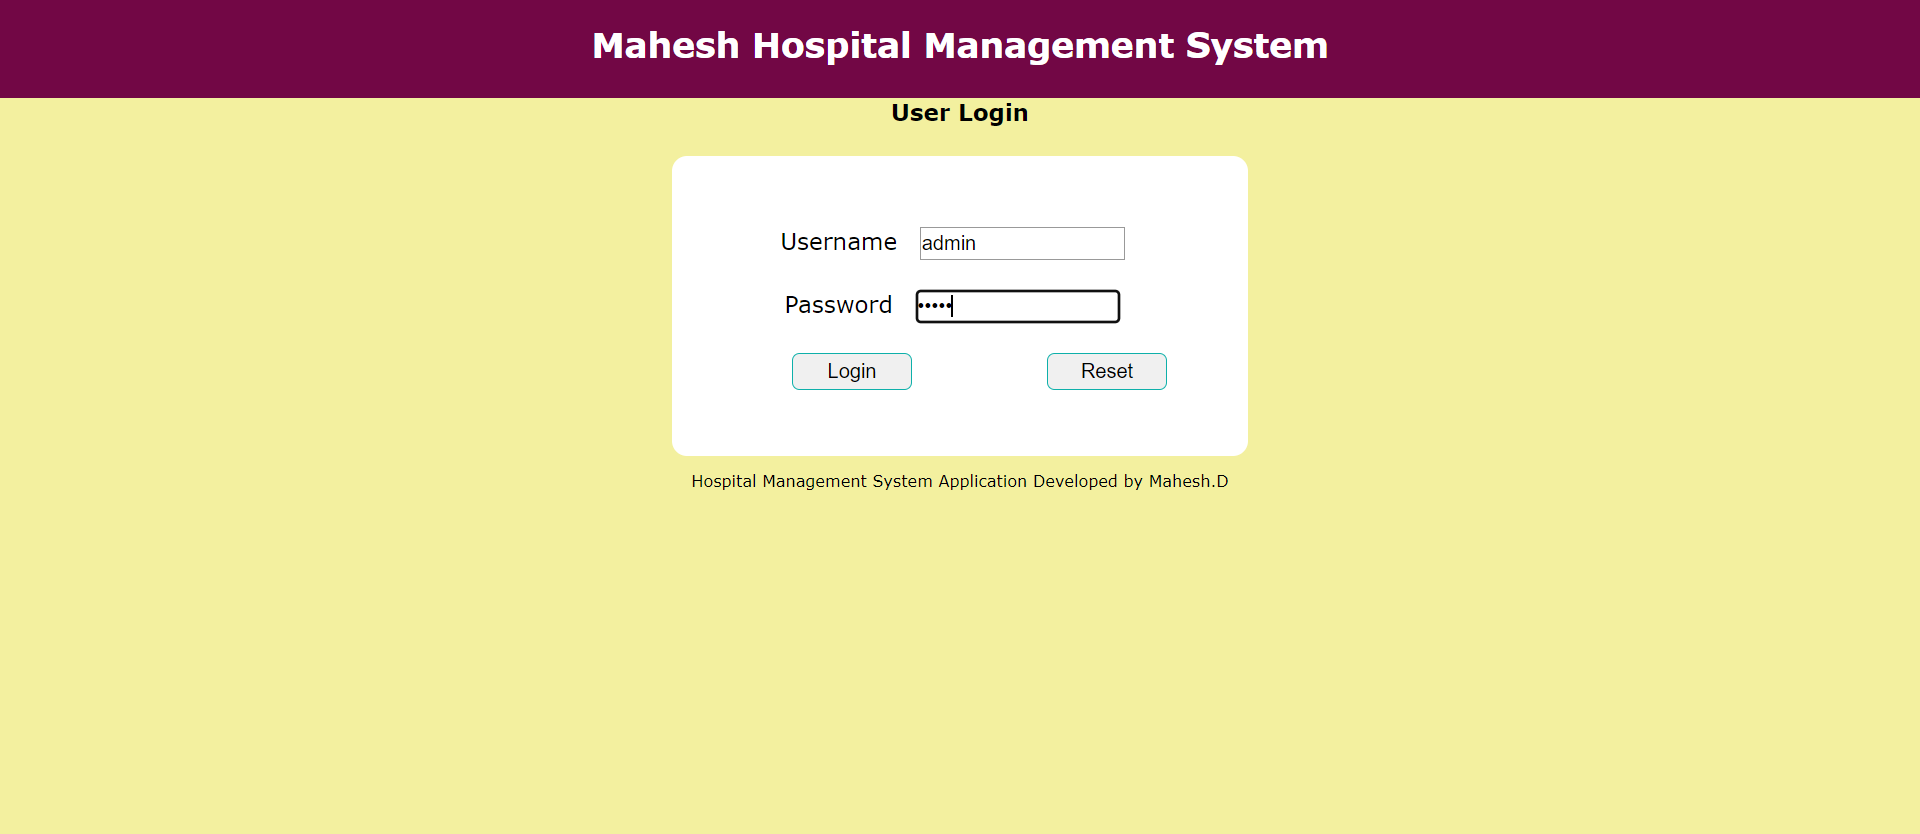 Mahesh Hospital Management System
User Login
Username admin
Password •••••
Login Reset
Hospital Management System Application Developed by Mahesh.D